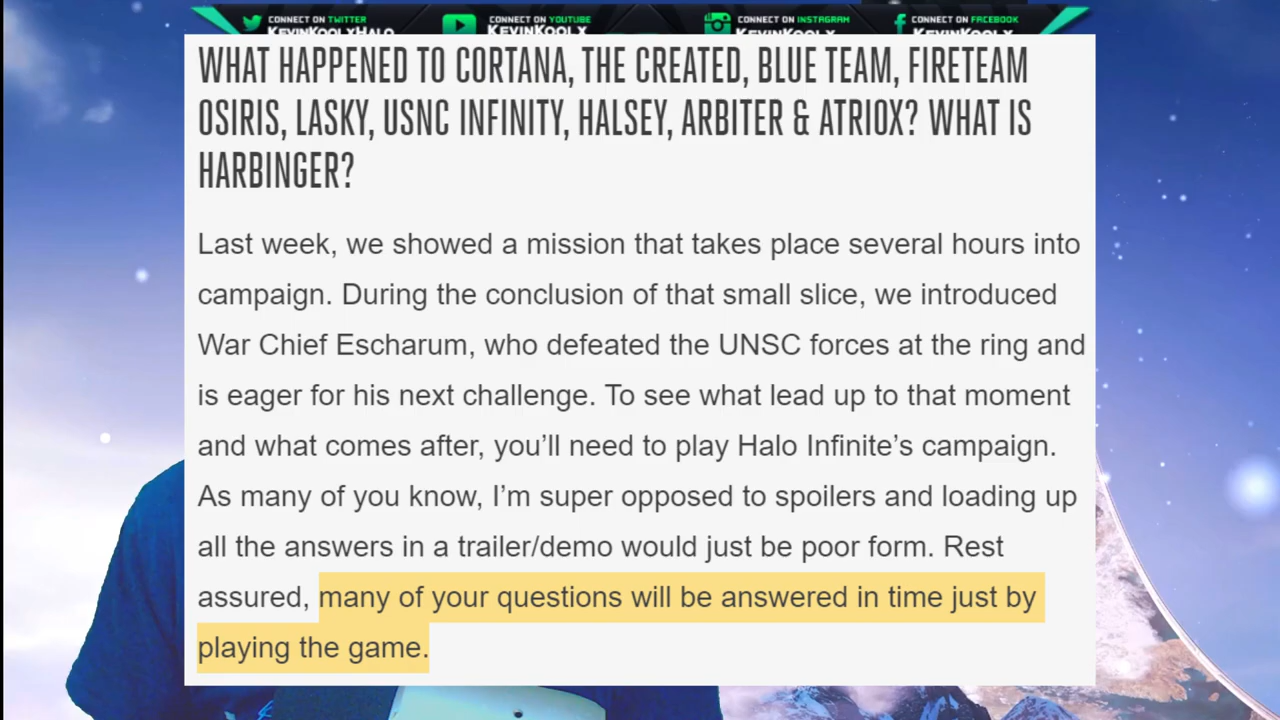 CONNECT ON TWITTER
KEVINKOOLXHALO
CONNECT ON YOUTUBE
KEVINKOOLX
CONNECT ON INSTAGRAM
KEVINKOOLX
CONNECT ON FACEBOOK
KEVINKOOLX
WHAT HAPPENED TO CORTANA, THE CREATED, BLUE TEAM, FIRETEAM
OSIRIS, LASKY, USNC INFINITY, HALSEY, ARBITER & ATRIOX? WHAT IS
HARBINGER?
Last week, we showed a mission that takes place several hours into
campaign. During the conclusion of that small slice, we introduced
War Chief Escharum, who defeated the UNSC forces at the ring and
is eager for his next challenge. To see what lead up to that moment
and what comes after, you’ll need to play Halo Infinite’s campaign.
As many of you know, I’m super opposed to spoilers and loading up
all the answers in a trailer/demo would just be poor form. Rest
assured, many of your questions will be answered in time just by
playing the game.